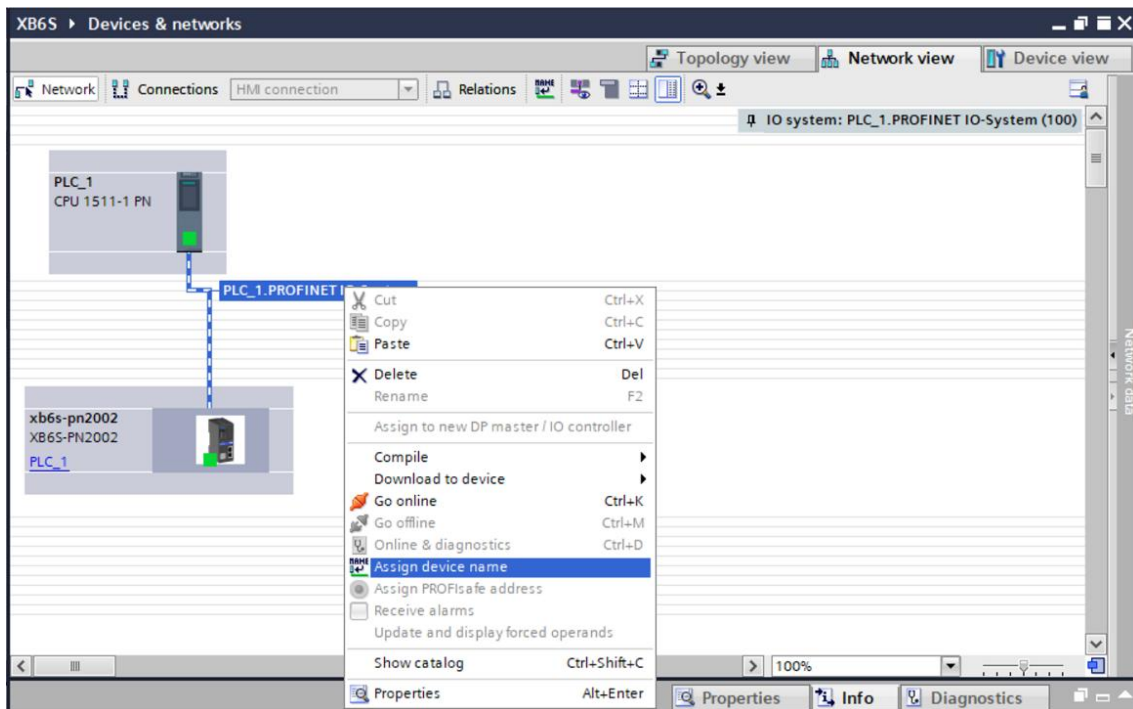 XB6S ▸ Devices & networks
Topology view
Network view
Device view
Network
Connections
HMI connection
Relations
NAME
IO system: PLC_1.PROFINET IO-System (100)
PLC_1
CPU 1511-1 PN
PLC_1.PROFINET
xb6s-pn2002
XB6S-PN2002
PLC_1
Cut Ctrl+X
Copy Ctrl+C
Paste Ctrl+V
Delete Del
Rename F2
Assign to new DP master / IO controller
Compile
Download to device
Go online Ctrl+K
Go offline Ctrl+M
Online & diagnostics Ctrl+D
NAME Assign device name
Assign PROFIsafe address
Receive alarms
Update and display forced operands
Show catalog Ctrl+Shift+C
Properties Alt+Enter
Network data
100%
Properties
Info
Diagnostics